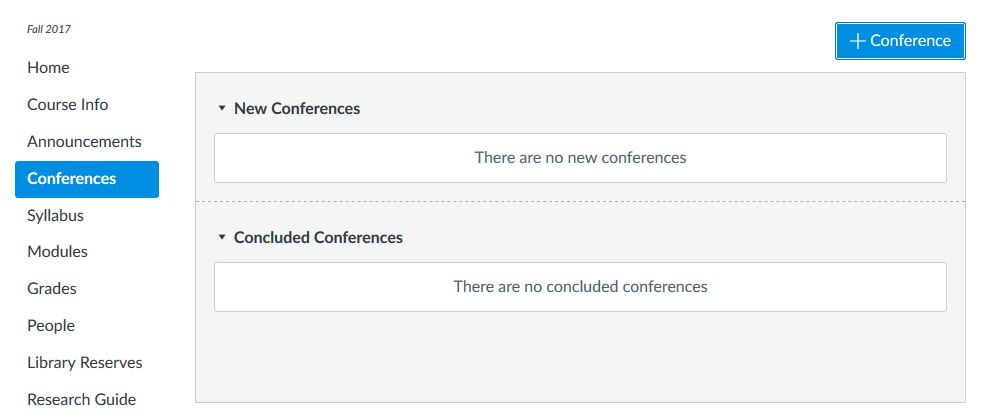 Fall 2017
Home
Course Info
Announcements
Conferences
Syllabus
Modules
Grades
People
Library Reserves
Research Guide
+ Conference
New Conferences
There are no new conferences
Concluded Conferences
There are no concluded conferences